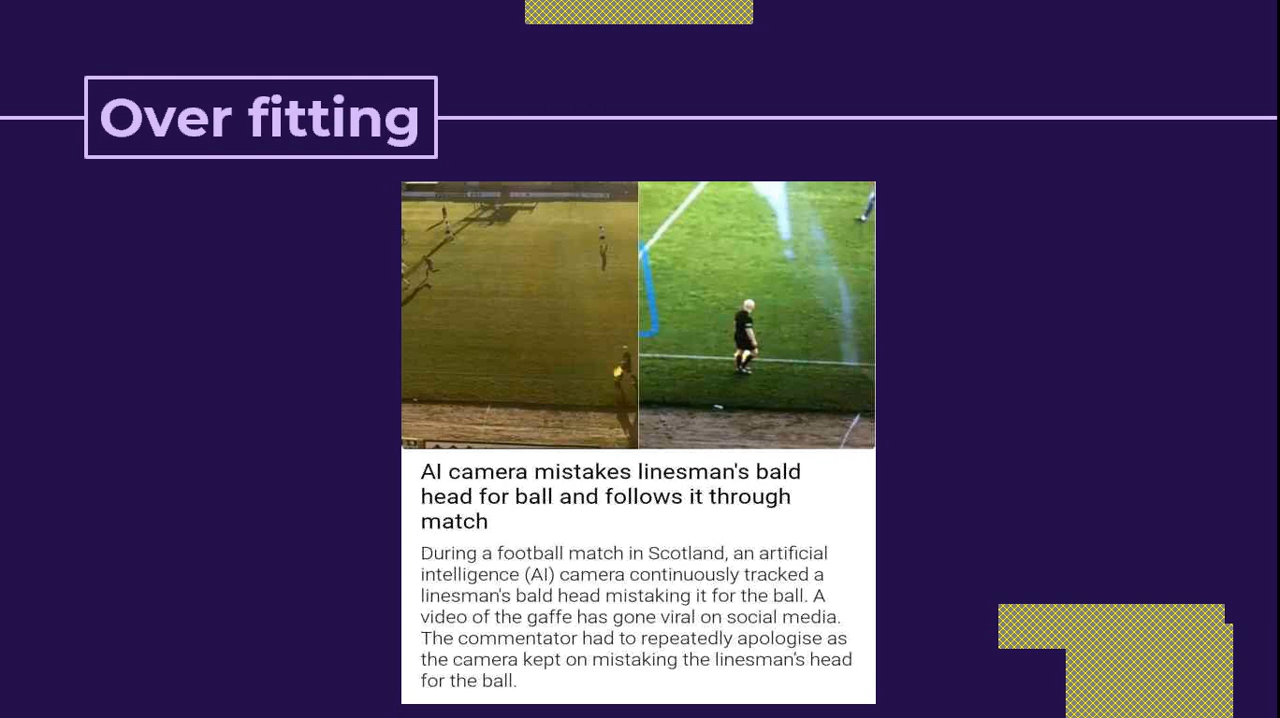 Over fitting
AI camera mistakes linesman's bald
head for ball and follows it through
match
During a football match in Scotland, an artificial
intelligence (AI) camera continuously tracked a
linesman's bald head mistaking it for the ball. A
video of the gaffe has gone viral on social media.
The commentator had to repeatedly apologise as
the camera kept on mistaking the linesman's head
for the ball.